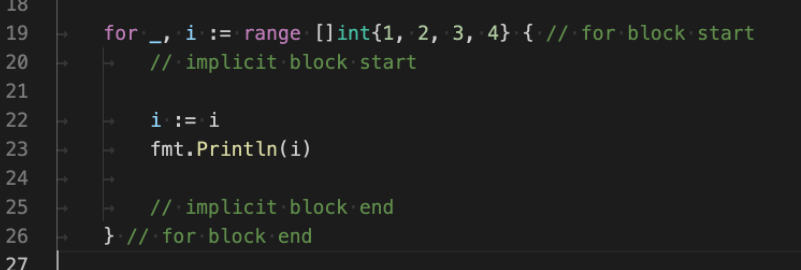 18
19 for _, i := range []int{1, 2, 3, 4} { // for block start
20 // implicit block start
21
22 i := i
23 fmt.Println(i)
24
25 // implicit block end
26 } // for block end
27